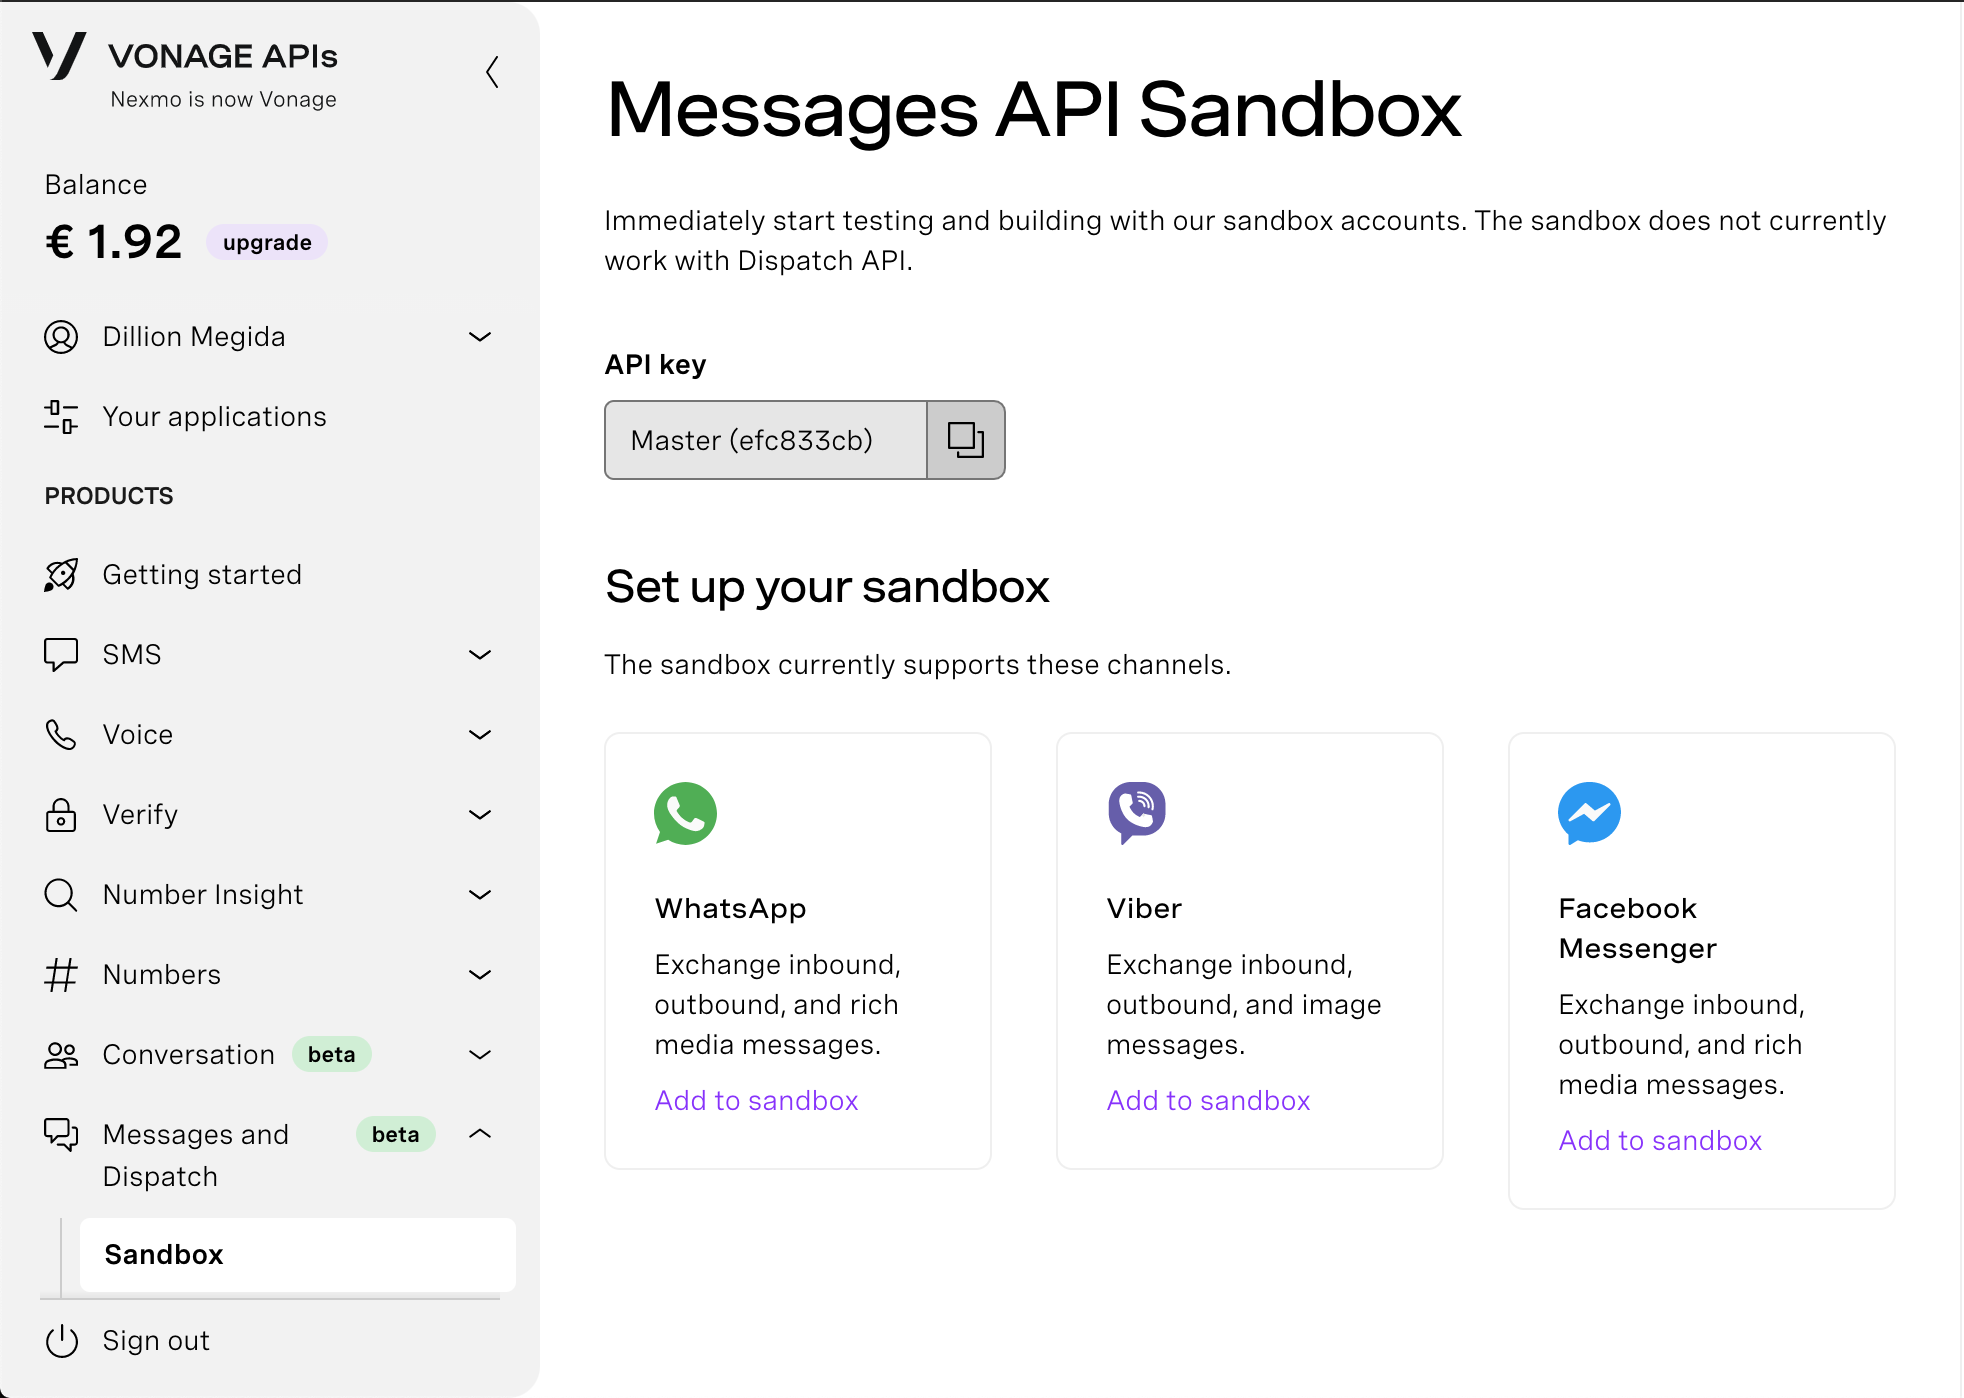 VONAGE APIs
Nexmo is now Vonage
Balance
€ 1.92 upgrade
Dillion Megida
Your applications
PRODUCTS
Getting started
SMS
Voice
Verify
Number Insight
Numbers
Conversation beta
Messages and beta
Dispatch
Sandbox
Sign out
Messages API Sandbox
Immediately start testing and building with our sandbox accounts. The sandbox does not currently
work with Dispatch API.
API key
Master (efc833cb)
Set up your sandbox
The sandbox currently supports these channels.
WhatsApp
Exchange inbound,
outbound, and rich
media messages.
Add to sandbox
Viber
Exchange inbound,
outbound, and image
messages.
Add to sandbox
Facebook
Messenger
Exchange inbound,
outbound, and rich
media messages.
Add to sandbox